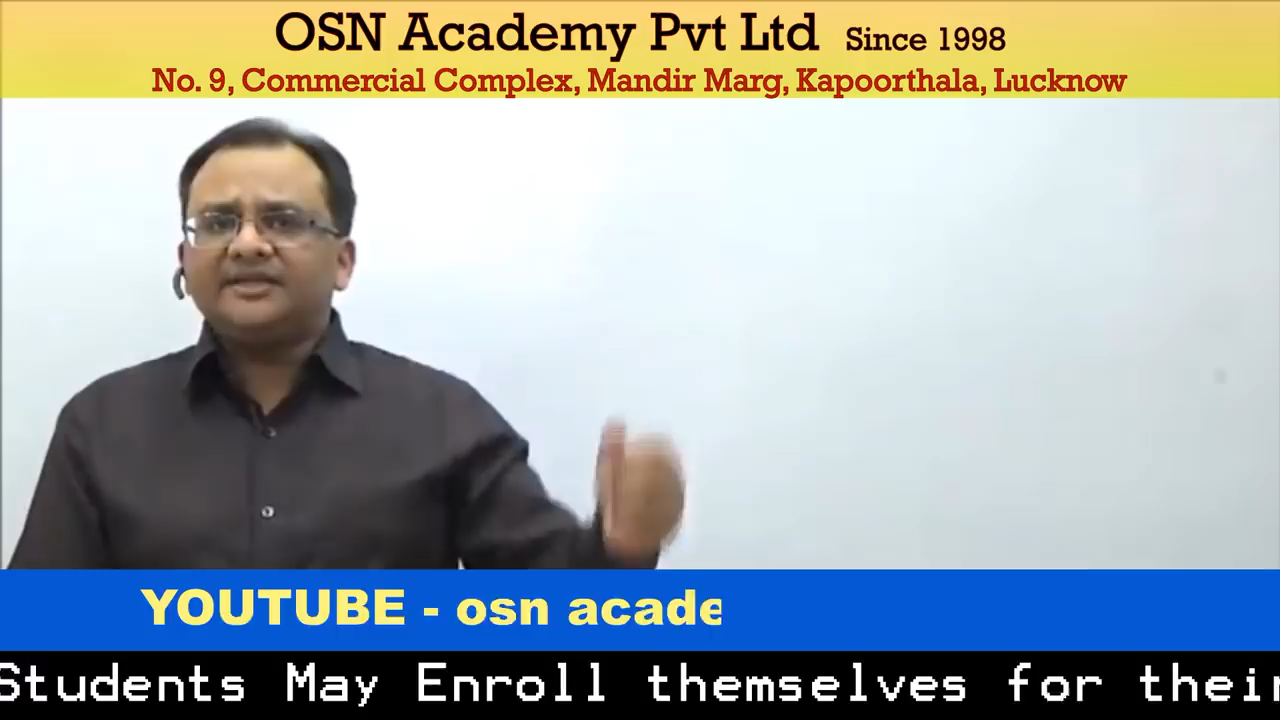 OSN Academy Pvt Ltd Since 1998
No. 9, Commercial Complex, Mandir Marg, Kapoorthala, Lucknow
YOUTUBE - osn acade
Students May Enroll themselves for their